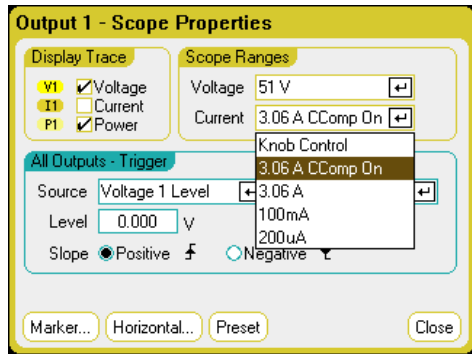 Output 1 - Scope Properties
Display Trace
V1 Voltage
I1 Current
P1 Power
Scope Ranges
Voltage 51 V
Current 3.06 A CComp On
Knob Control
3.06 A CComp On
3.06 A
100mA
200uA
All Outputs - Trigger
Source Voltage 1 Level
Level 0.000 V
Slope Positive Negative
Marker... Horizontal... Preset Close